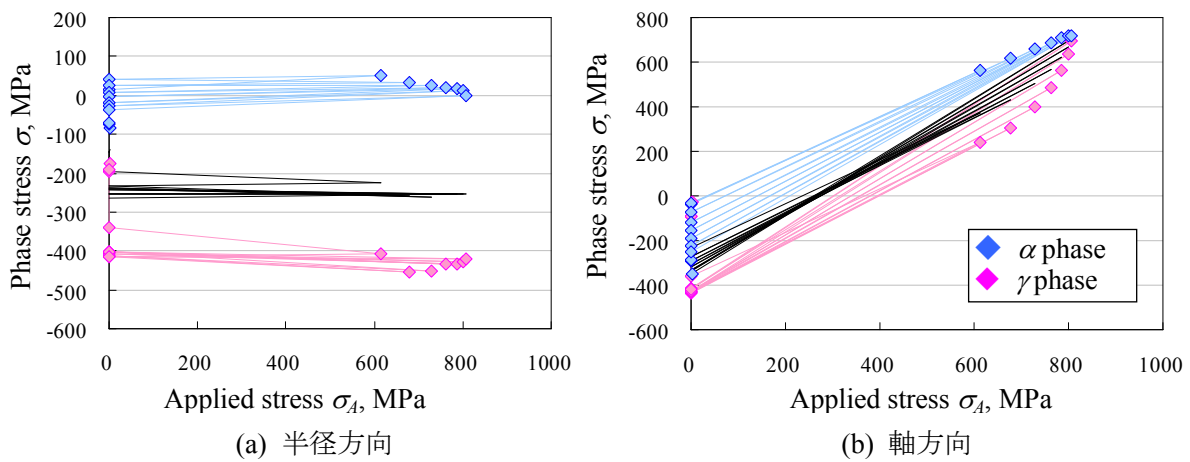 200
100
0
-100
-200
-300
-400
-500
-600
0 200 400 600 800 1000
Phase stress σ, MPa
Applied stress σA, MPa
(a) 半径方向
800
600
400
200
0
-200
-400
-600
0 200 400 600 800 1000
Phase stress σ, MPa
α phase
γ phase
Applied stress σA, MPa
(b) 軸方向